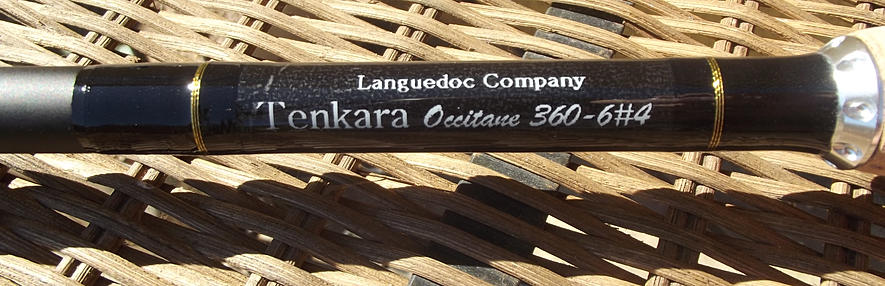 Languedoc Company
Tenkara Occitane 360-6#4